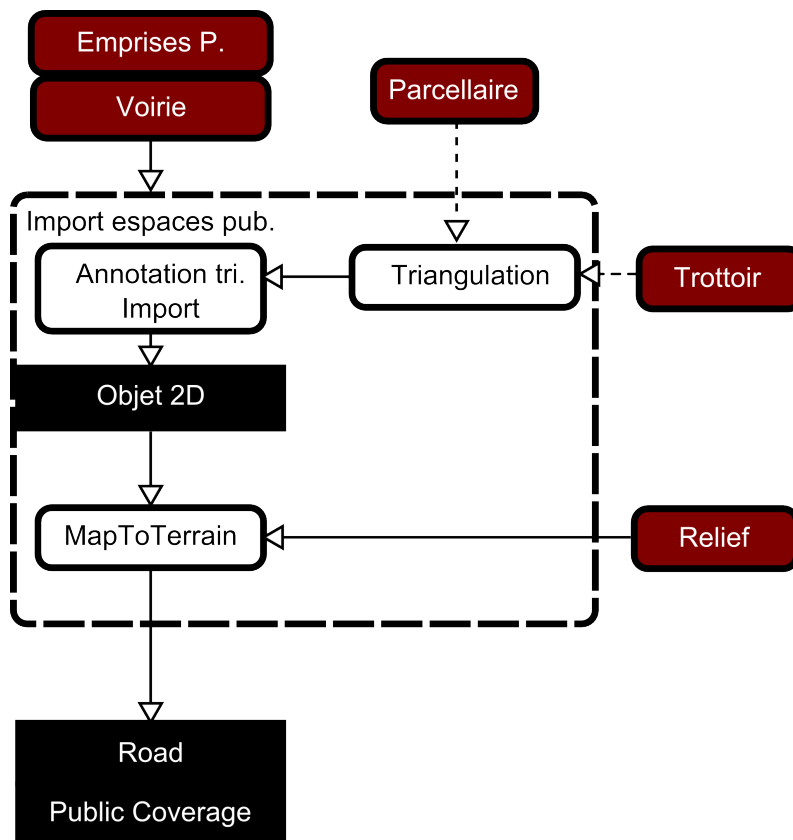 Emprises P.
Voirie
Parcellaire
Import espaces pub.
Annotation tri.
Import
Triangulation
Trottoir
Objet 2D
MapToTerrain
Relief
Road
Public Coverage